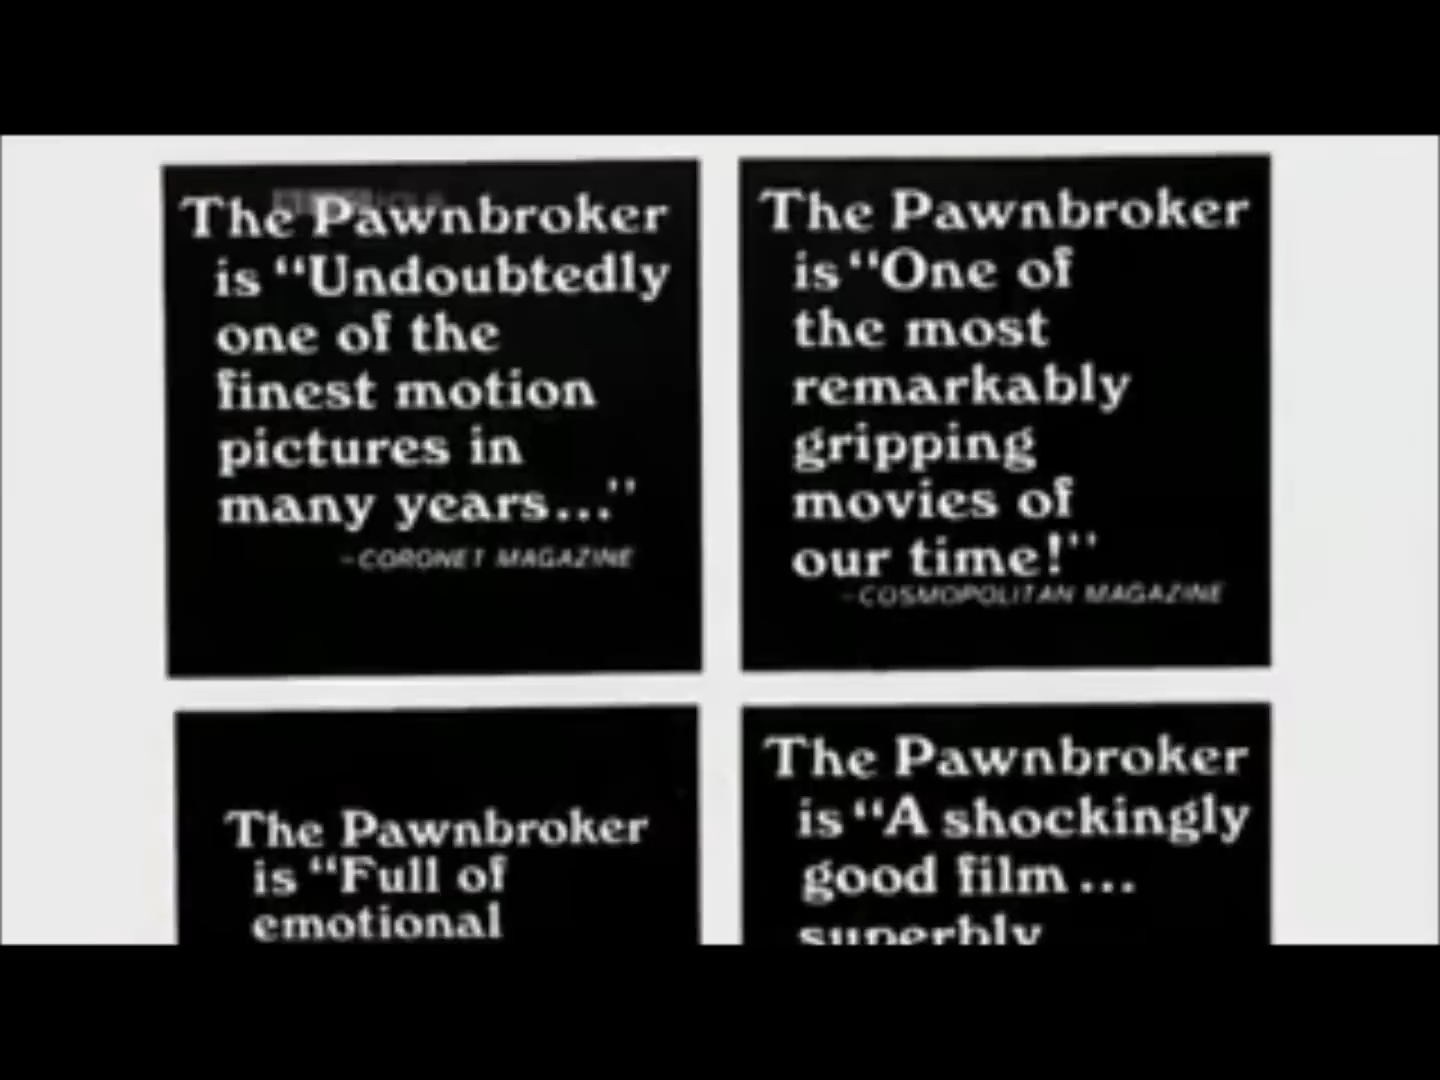 The Pawnbroker
is “Undoubtedly
one of the
finest motion
pictures in
many years...”
–CORONET MAGAZINE
The Pawnbroker
is “One of
the most
remarkably
gripping
movies of
our time!”
–COSMOPOLITAN MAGAZINE
The Pawnbroker
is “Full of
emotional
The Pawnbroker
is “A shockingly
good film...
superbly